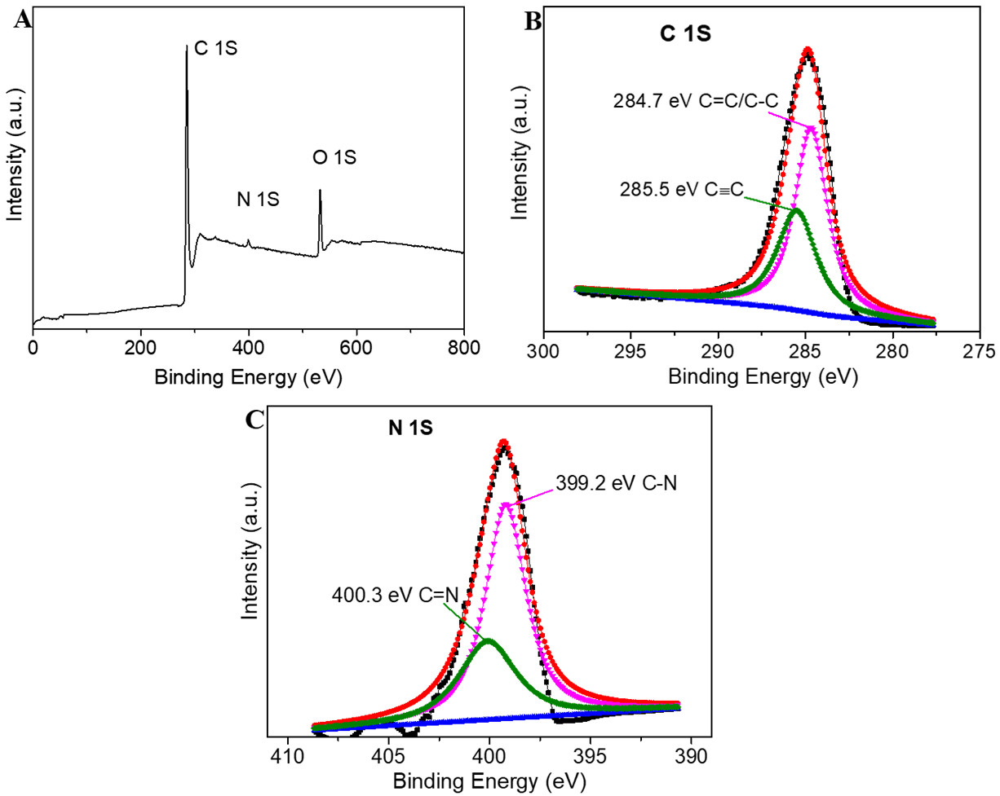 A
C 1S
N 1S
O 1S
Intensity (a.u.)
0 200 400 600 800
Binding Energy (eV)
B
C 1S
284.7 eV C=C/C-C
285.5 eV C≡C
Intensity (a.u.)
300 295 290 285 280 275
Binding Energy (eV)
C
N 1S
399.2 eV C-N
400.3 eV C=N
Intensity (a.u.)
410 405 400 395 390
Binding Energy (eV)